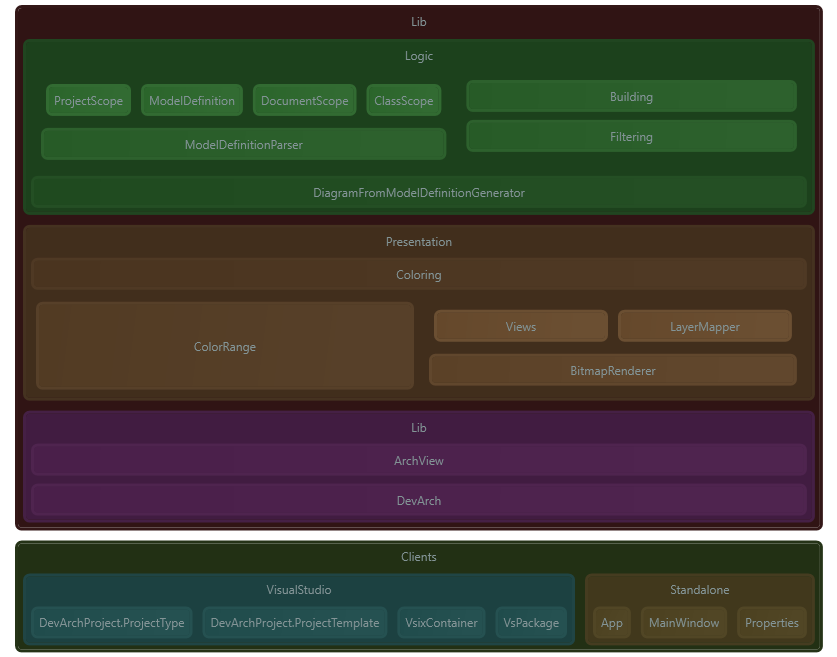 Lib
Logic
ProjectScope
ModelDefinition
DocumentScope
ClassScope
Building
ModelDefinitionParser
Filtering
DiagramFromModelDefinitionGenerator
Presentation
Coloring
ColorRange
Views
LayerMapper
BitmapRenderer
Lib
ArchView
DevArch
Clients
VisualStudio
DevArchProject.ProjectType
DevArchProject.ProjectTemplate
VsixContainer
VsPackage
Standalone
App
MainWindow
Properties